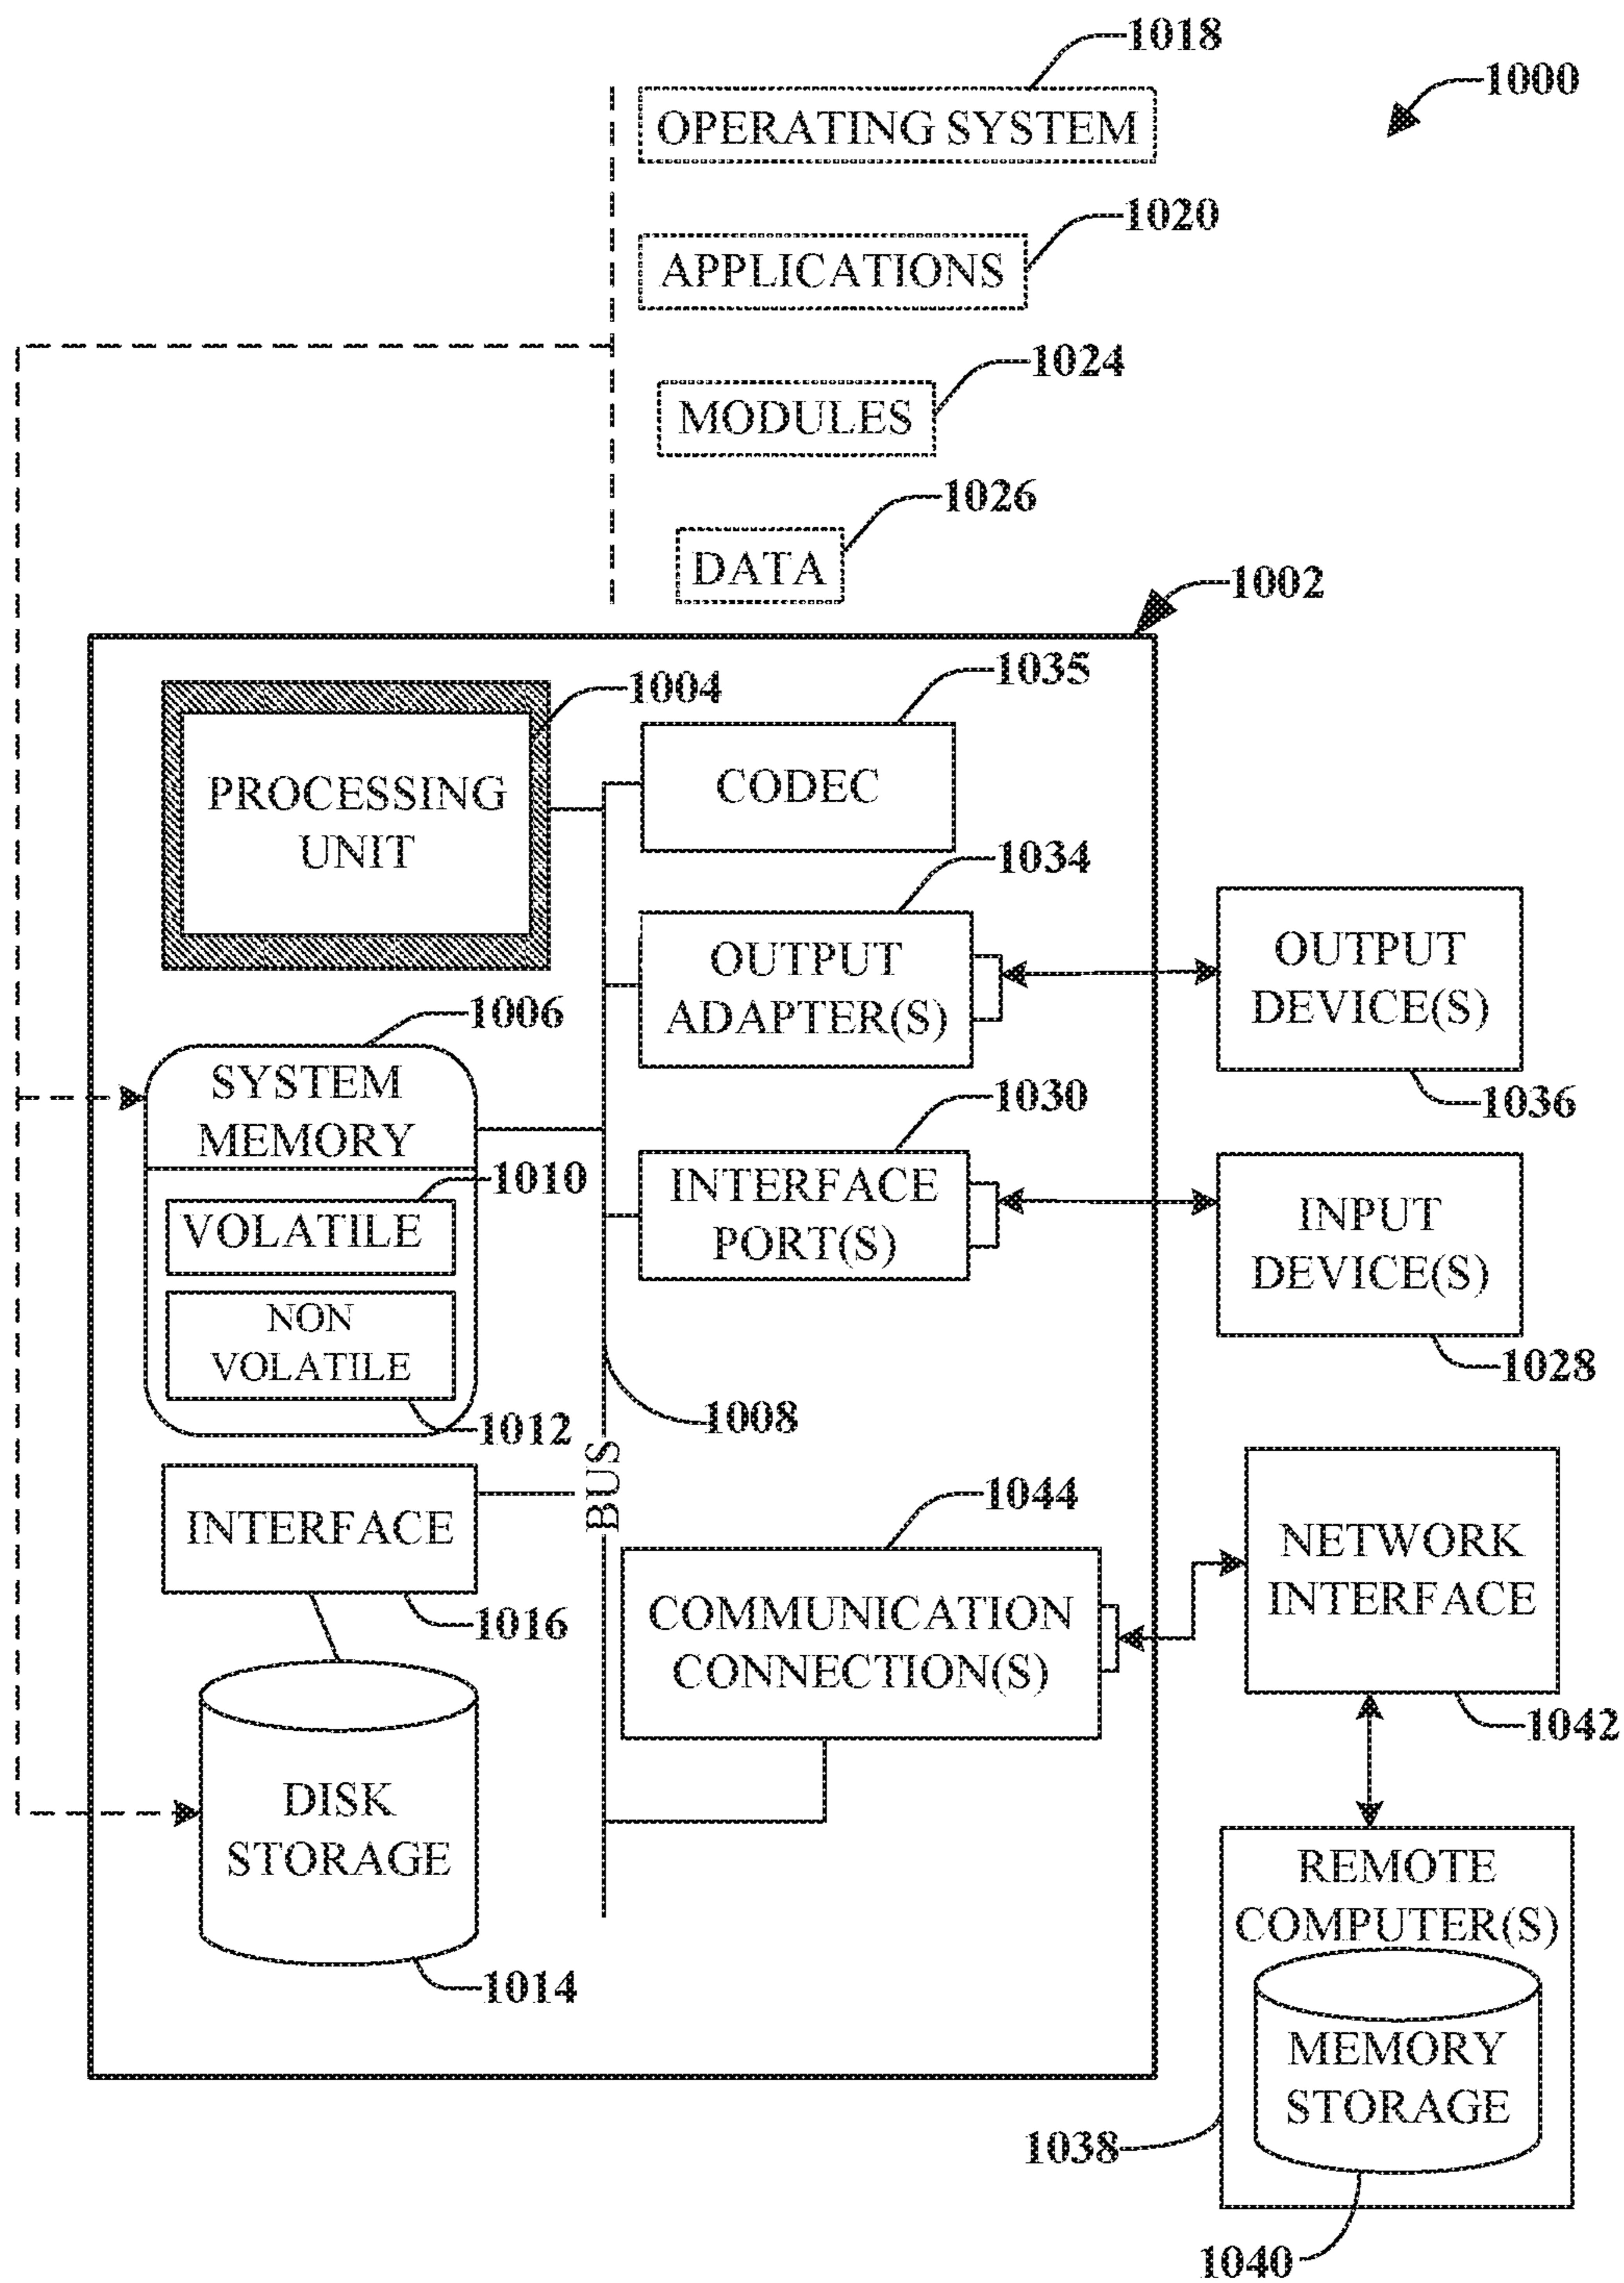 1018
1000
OPERATING SYSTEM
1020
APPLICATIONS
1024
MODULES
1026
DATA
1002
1035
1004
CODEC
PROCESSING
UNIT
1034
OUTPUT
ADAPTER(S)
OUTPUT
DEVICE(S)
1036
1006
SYSTEM
MEMORY
1030
1010
INTERFACE
PORT(S)
INPUT
DEVICE(S)
1028
VOLATILE
NON
VOLATILE
1012
1008
BUS
1044
INTERFACE
1016
COMMUNICATION
CONNECTION(S)
NETWORK
INTERFACE
1042
DISK
STORAGE
1014
REMOTE
COMPUTER(S)
MEMORY
STORAGE
1038
1040